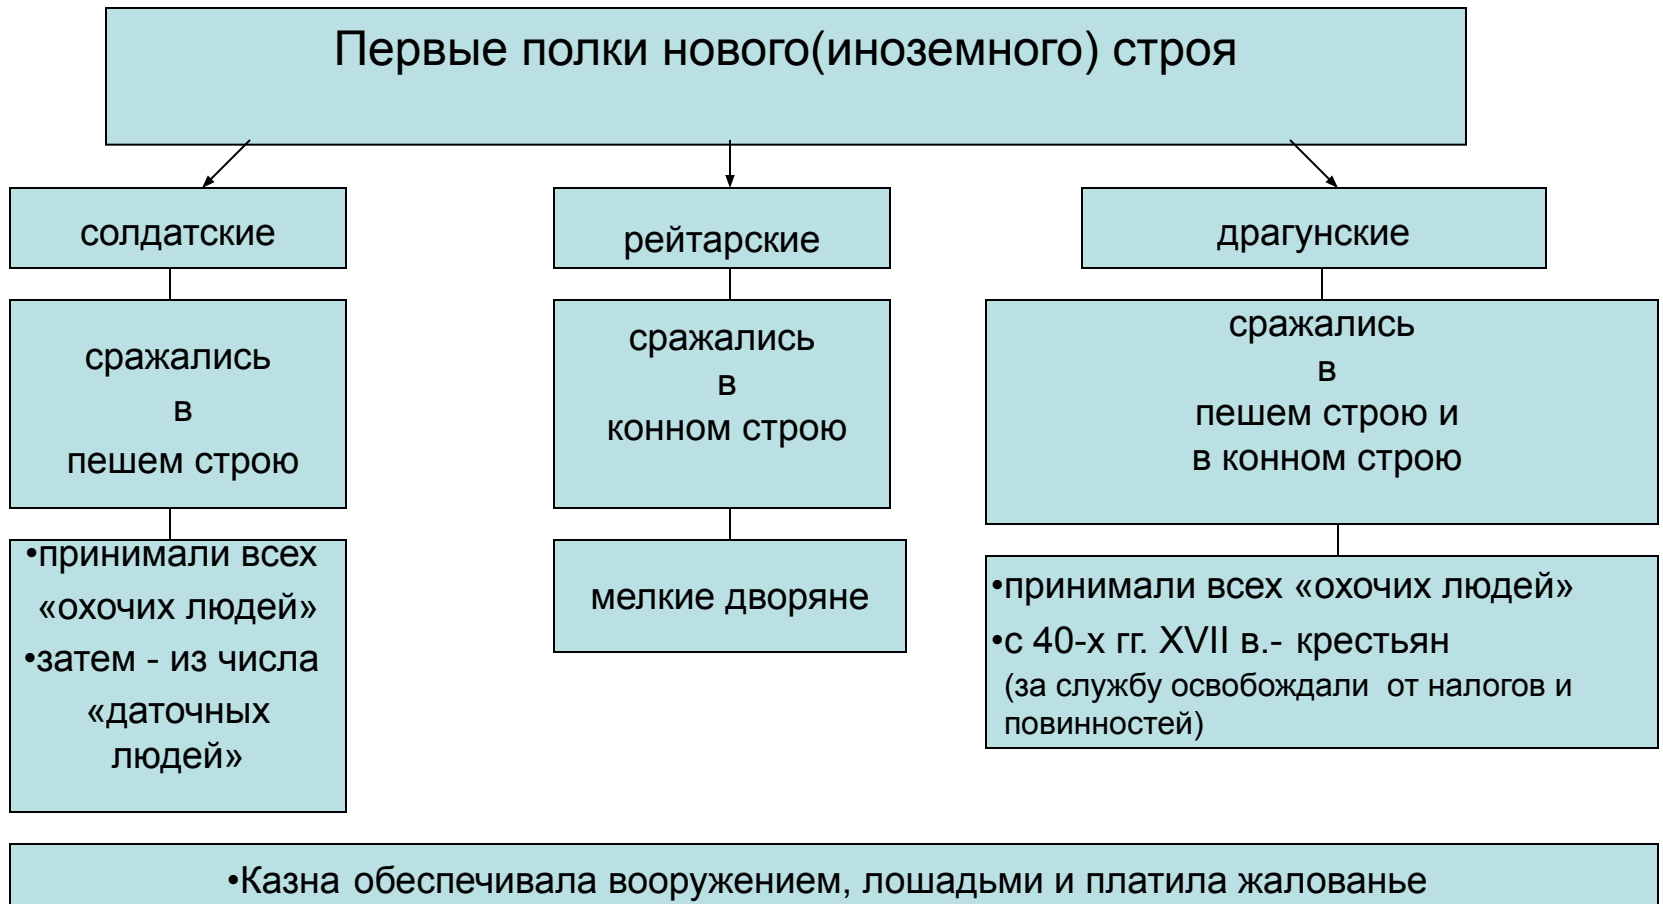 Первые полки нового(иноземного) строя
солдатские
рейтарские
драгунские
сражались
в
пешем строю
сражались
в
конном строю
сражались
в
пешем строю и
в конном строю
•принимали всех
«охочих людей»
•затем - из числа
«даточных
людей»
мелкие дворяне
•принимали всех «охочих людей»
•с 40-х гг. XVII в.- крестьян
(за службу освобождали от налогов и
повинностей)
•Казна обеспечивала вооружением, лошадьми и платила жалованье